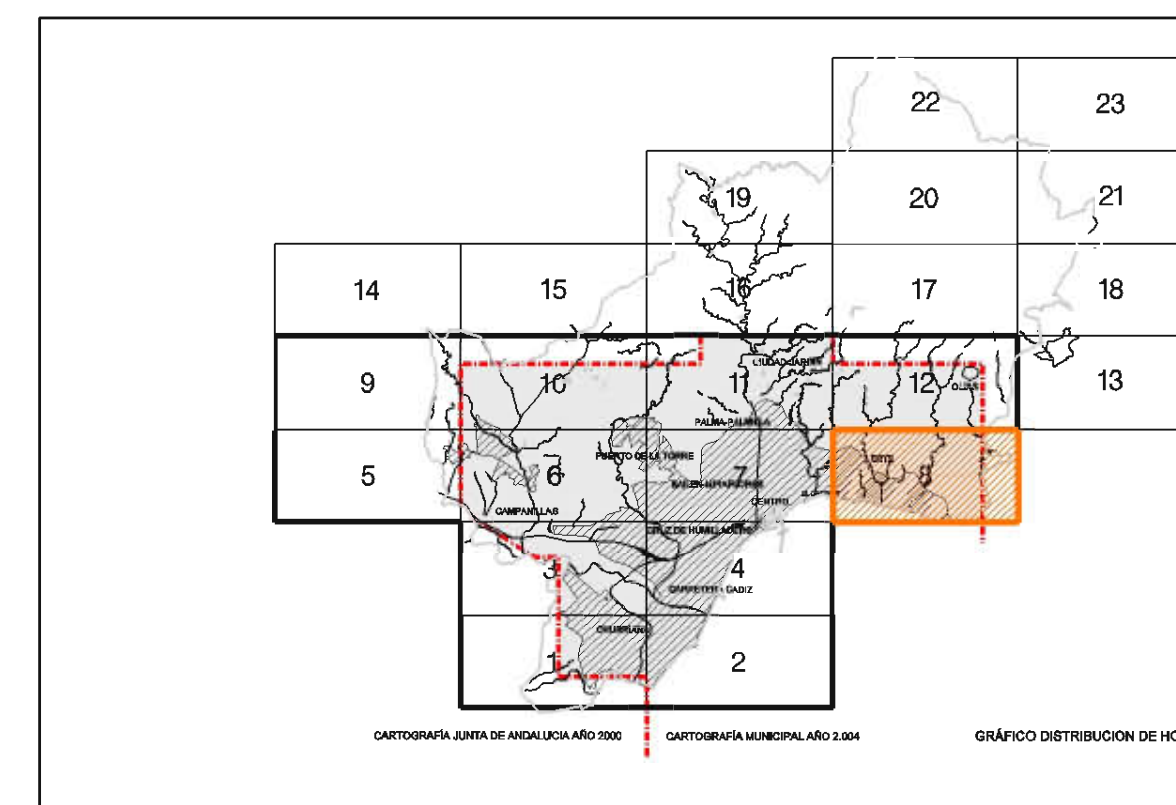 22 23
19 20 21
14 15 16 17 18
CIUDAD JARDIN
9 10 11 12 13
OLIAS
PALMA-PALMILLA
PUERTO DE LA TORRE
5 6 7 ESTE 8
CENTRO
CAMPANILLAS
CRUZ DE HUMILLADERO
3 4
CHURRIANA
1 2
CARTOGRAFÍA JUNTA DE ANDALUCIA AÑO 2000 CARTOGRAFÍA MUNICIPAL AÑO 2.004 GRÁFICO DISTRIBUCION DE HO